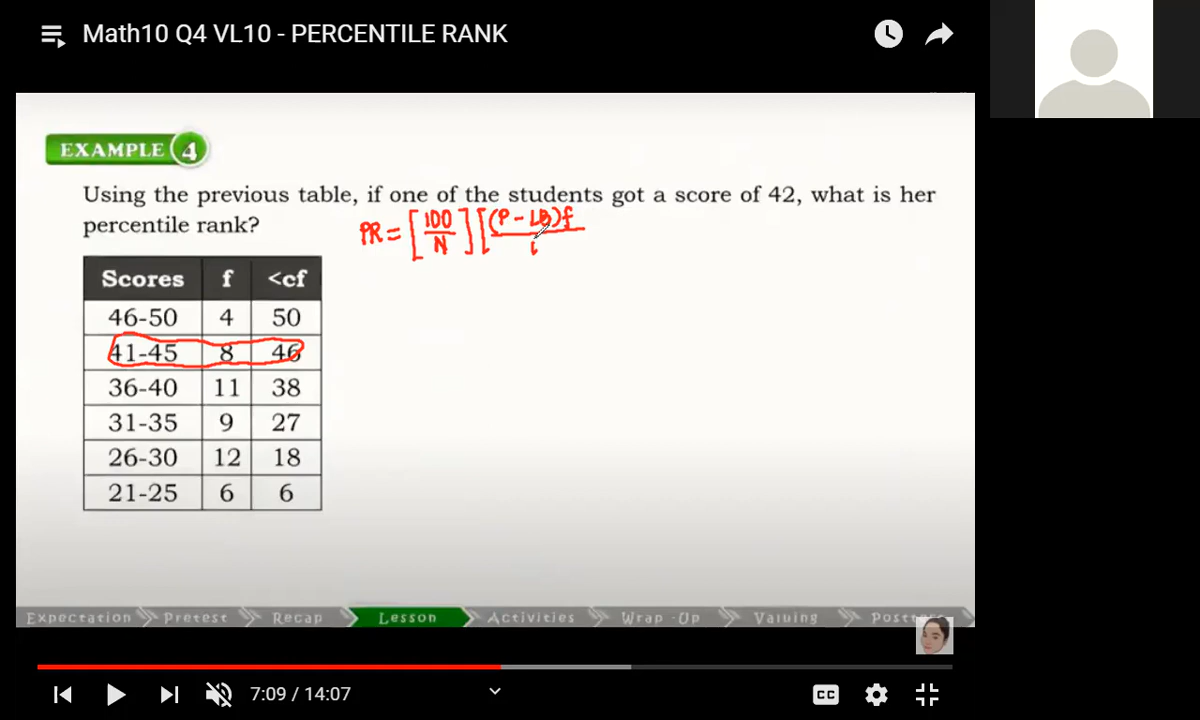 Math10 Q4 VL10 - PERCENTILE RANK
EXAMPLE 4
Using the previous table, if one of the students got a score of 42, what is her
percentile rank?
PR = [100/N] [(P - LB)f/i
Scores f <cf
46-50 4 50
41-45 8 46
36-40 11 38
31-35 9 27
26-30 12 18
21-25 6 6
Expectation Pretest Recap Lesson Activities Wrap-Up Valuing
7:09 / 14:07
CC